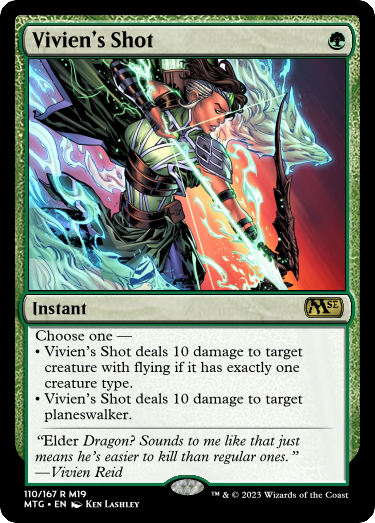 Vivien's Shot
Instant
M SE
Choose one —
• Vivien's Shot deals 10 damage to target
creature with flying if it has exactly one
creature type.
• Vivien's Shot deals 10 damage to target
planeswalker.
“Elder Dragon? Sounds to me like that just
means he's easier to kill than regular ones.”
—Vivien Reid
110/167 R M19
MTG • EN Ken Lashley
™ & © 2023 Wizards of the Coast